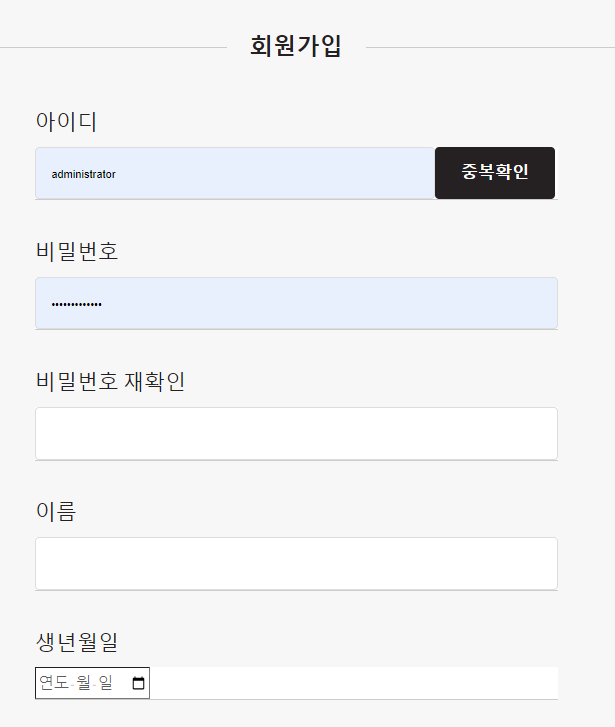 회원가입
아이디
administrator
중복확인
비밀번호
•••••••••••••
비밀번호 재확인
이름
생년월일
연도-월-일